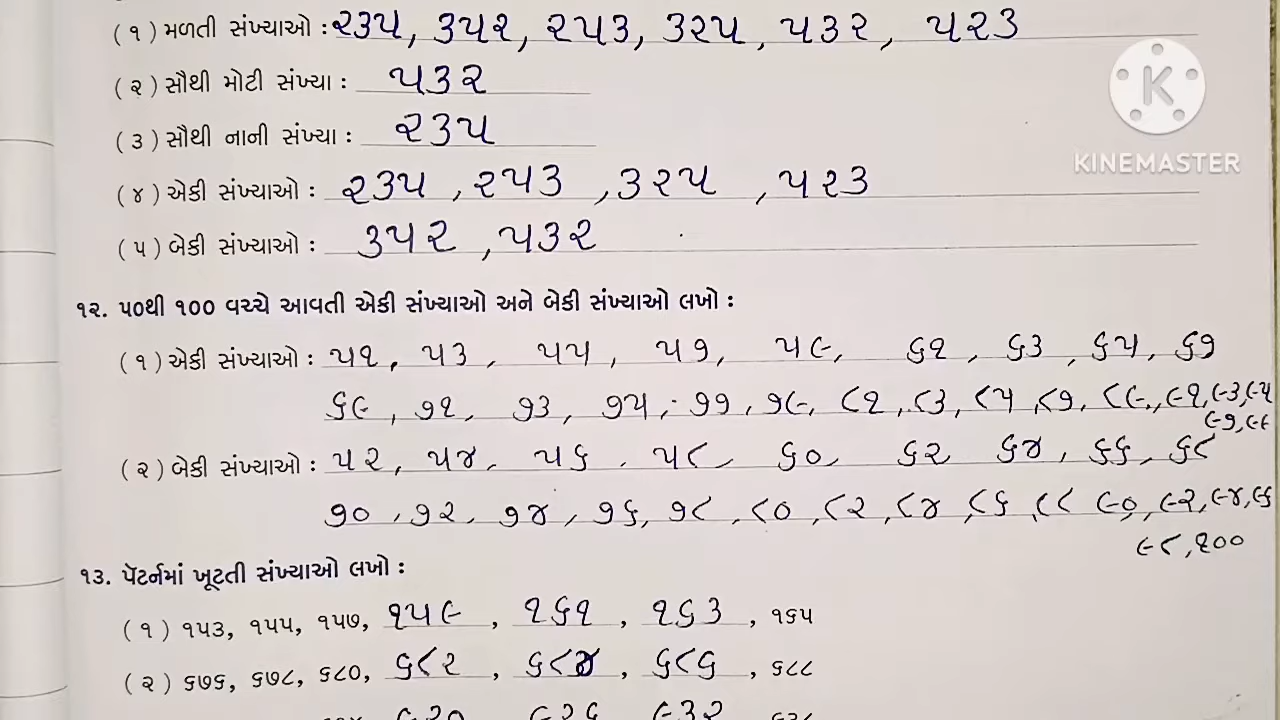 (૧) મળતી સંખ્યાઓ : ૨૩૫, ૩૫૨, ૨૫૩, ૩૨૫, ૫૩૨, ૫૨૩
(૨) સૌથી મોટી સંખ્યા : ૫૩૨
(૩) સૌથી નાની સંખ્યા : ૨૩૫
(૪) એકી સંખ્યાઓ : ૨૩૫, ૨૫૩, ૩૨૫, ૫૨૩
(૫) બેકી સંખ્યાઓ : ૩૫૨, ૫૩૨
KINEMASTER
૧૨. ૫૦થી ૧૦૦ વચ્ચે આવતી એકી સંખ્યાઓ અને બેકી સંખ્યાઓ લખો :
(૧) એકી સંખ્યાઓ : ૫૧, ૫૩, ૫૫, ૫૭, ૫૯, ૬૧, ૬૩, ૬૫, ૬૭
૬૯, ૭૧, ૭૩, ૭૫, ૭૭, ૭૯, ૮૧, ૮૩, ૮૫, ૮૭, ૮૯, ૯૧, ૯૩, ૯૫
૯૭, ૯૯
(૨) બેકી સંખ્યાઓ : ૫૨, ૫૪, ૫૬, ૫૮, ૬૦, ૬૨, ૬૪, ૬૬, ૬૮
૭૦, ૭૨, ૭૪, ૭૬, ૭૮, ૮૦, ૮૨, ૮૪, ૮૬, ૮૮ ૯૦, ૯૨, ૯૪, ૯૬
૯૮, ૧૦૦
૧૩. પૅટર્નમાં ખૂટતી સંખ્યાઓ લખો :
(૧) ૧૫૩, ૧૫૫, ૧૫૭, ૧૫૯, ૧૬૧, ૧૬૩, ૧૬૫
(૨) ૬૭૬, ૬૭૮, ૬૮૦, ૬૮૨, ૬૮૪, ૬૮૬, ૬૮૮